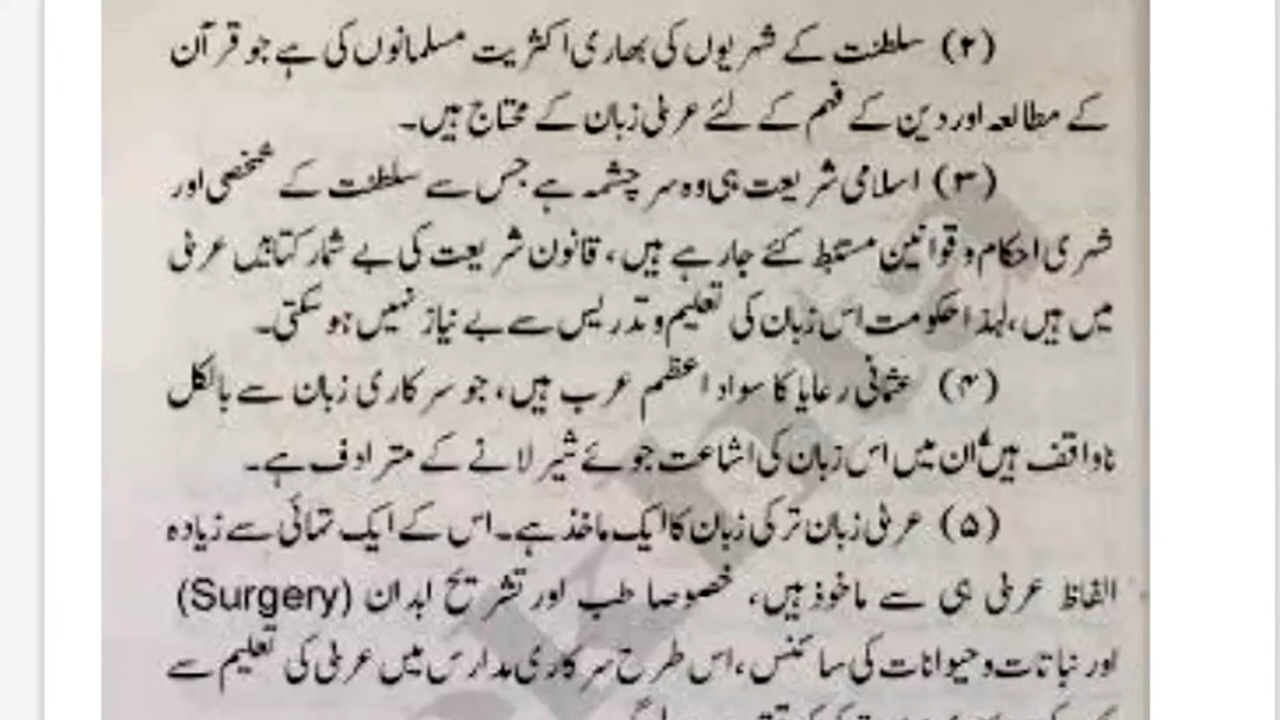 (۲) سلطنت کے شہریوں کی بھاری اکثریت مسلمانوں کی ہے جو قرآن
کے مطالعہ اور دین کے فہم کے لئے عربی زبان کے محتاج ہیں۔
(۳) اسلامی شریعت ہی وہ سرچشمہ ہے جس سے سلطنت کے شخصی اور
شہری احکام و قوانین مستنبط کئے جارہے ہیں، قانون شریعت کی بے شمار کتابیں عربی
میں ہیں، لہذا حکومت اس زبان کی تعلیم و تدریس سے بے نیاز نہیں ہو سکتی۔
(۴) عثمانی رعایا کا سواد اعظم عرب ہیں، جو سرکاری زبان سے بالکل
ناواقف ہیں، ان میں اس زبان کی اشاعت جوئے شیر لانے کے مترادف ہے۔
(۵) عربی زبان ترکی زبان کا ایک ماخذ ہے۔ اس کے ایک تہائی سے زیادہ
الفاظ عربی ہی سے ماخوذ ہیں، خصوصا طب اور تشریح ابدان (Surgery)
اور نباتات و حیوانات کی سائنس، اس طرح سرکاری مدارس میں عربی کی تعلیم سے